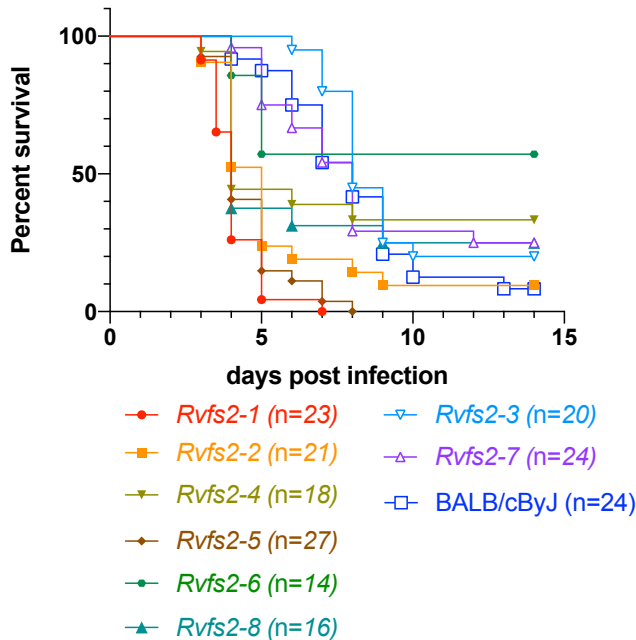 100
50
0
Percent survival
0 5 10 15
days post infection
Rvfs2-1 (n=23)
Rvfs2-2 (n=21)
Rvfs2-4 (n=18)
Rvfs2-5 (n=27)
Rvfs2-6 (n=14)
Rvfs2-8 (n=16)
Rvfs2-3 (n=20)
Rvfs2-7 (n=24)
BALB/cByJ (n=24)